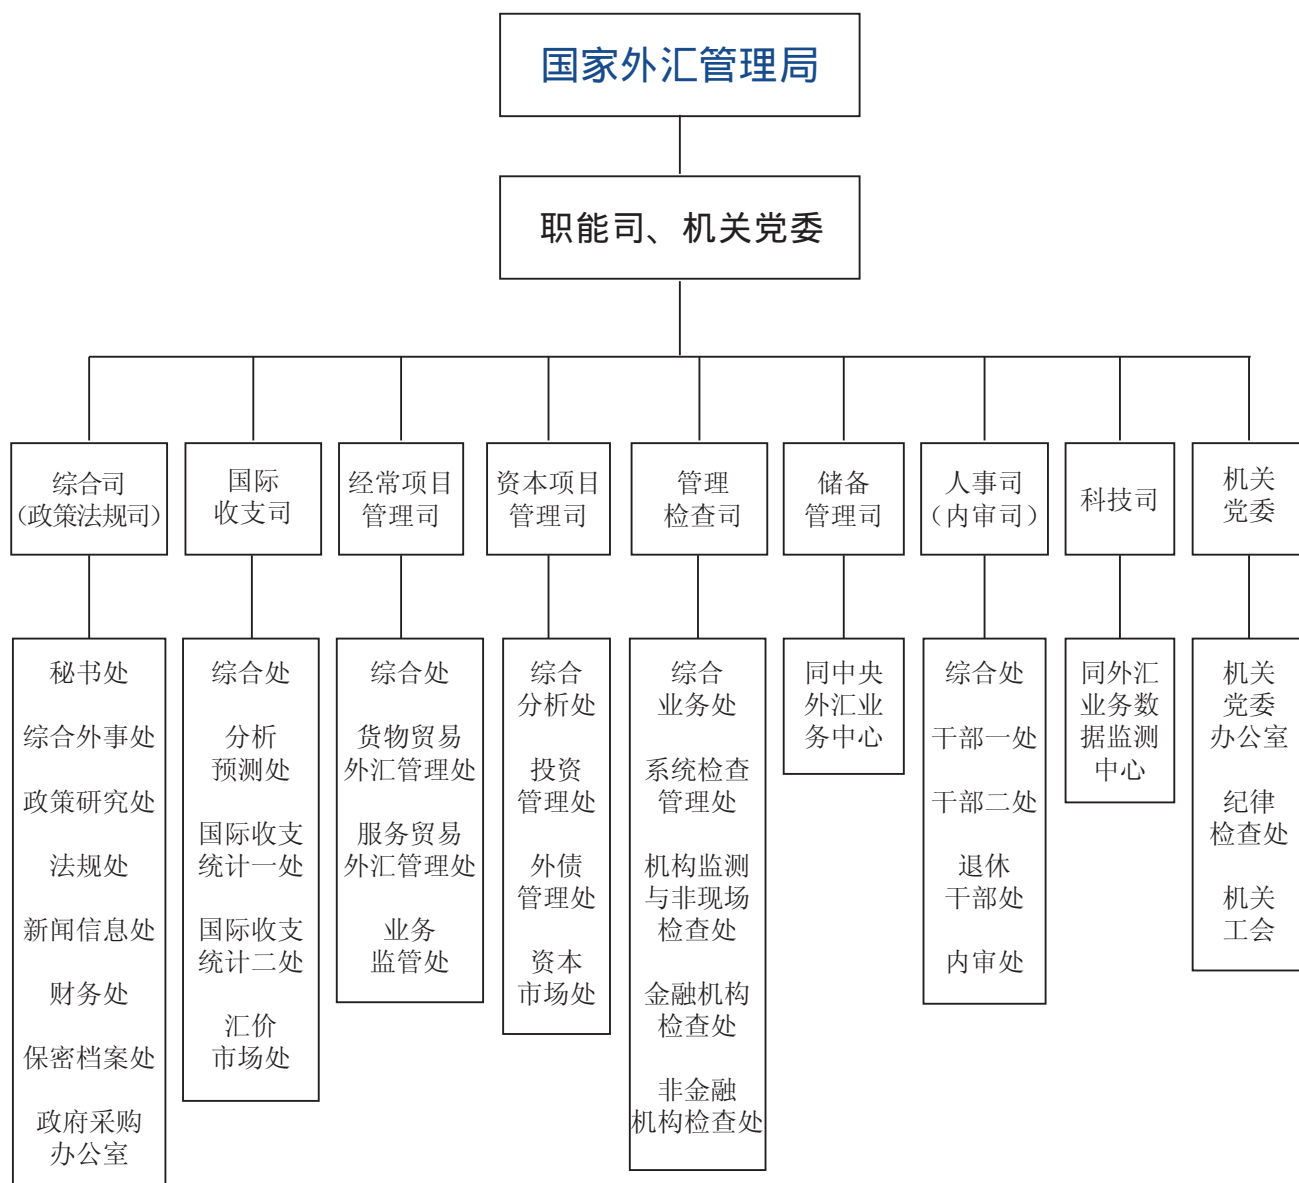 国家外汇管理局
职能司、机关党委
综合司
（政策法规司）
国际
收支司
经常项目
管理司
资本项目
管理司
管理
检查司
储备
管理司
人事司
（内审司）
科技司
机关
党委
秘书处
综合外事处
政策研究处
法规处
新闻信息处
财务处
保密档案处
政府采购
办公室
综合处
分析
预测处
国际收支
统计一处
国际收支
统计二处
汇价
市场处
综合处
货物贸易
外汇管理处
服务贸易
外汇管理处
业务
监管处
综合
分析处
投资
管理处
外债
管理处
资本
市场处
综合
业务处
系统检查
管理处
机构监测
与非现场
检查处
金融机构
检查处
非金融
机构检查处
同中央
外汇业
务中心
综合处
干部一处
干部二处
退休
干部处
内审处
同外汇
业务数
据监测
中心
机关
党委
办公室
纪律
检查处
机关
工会